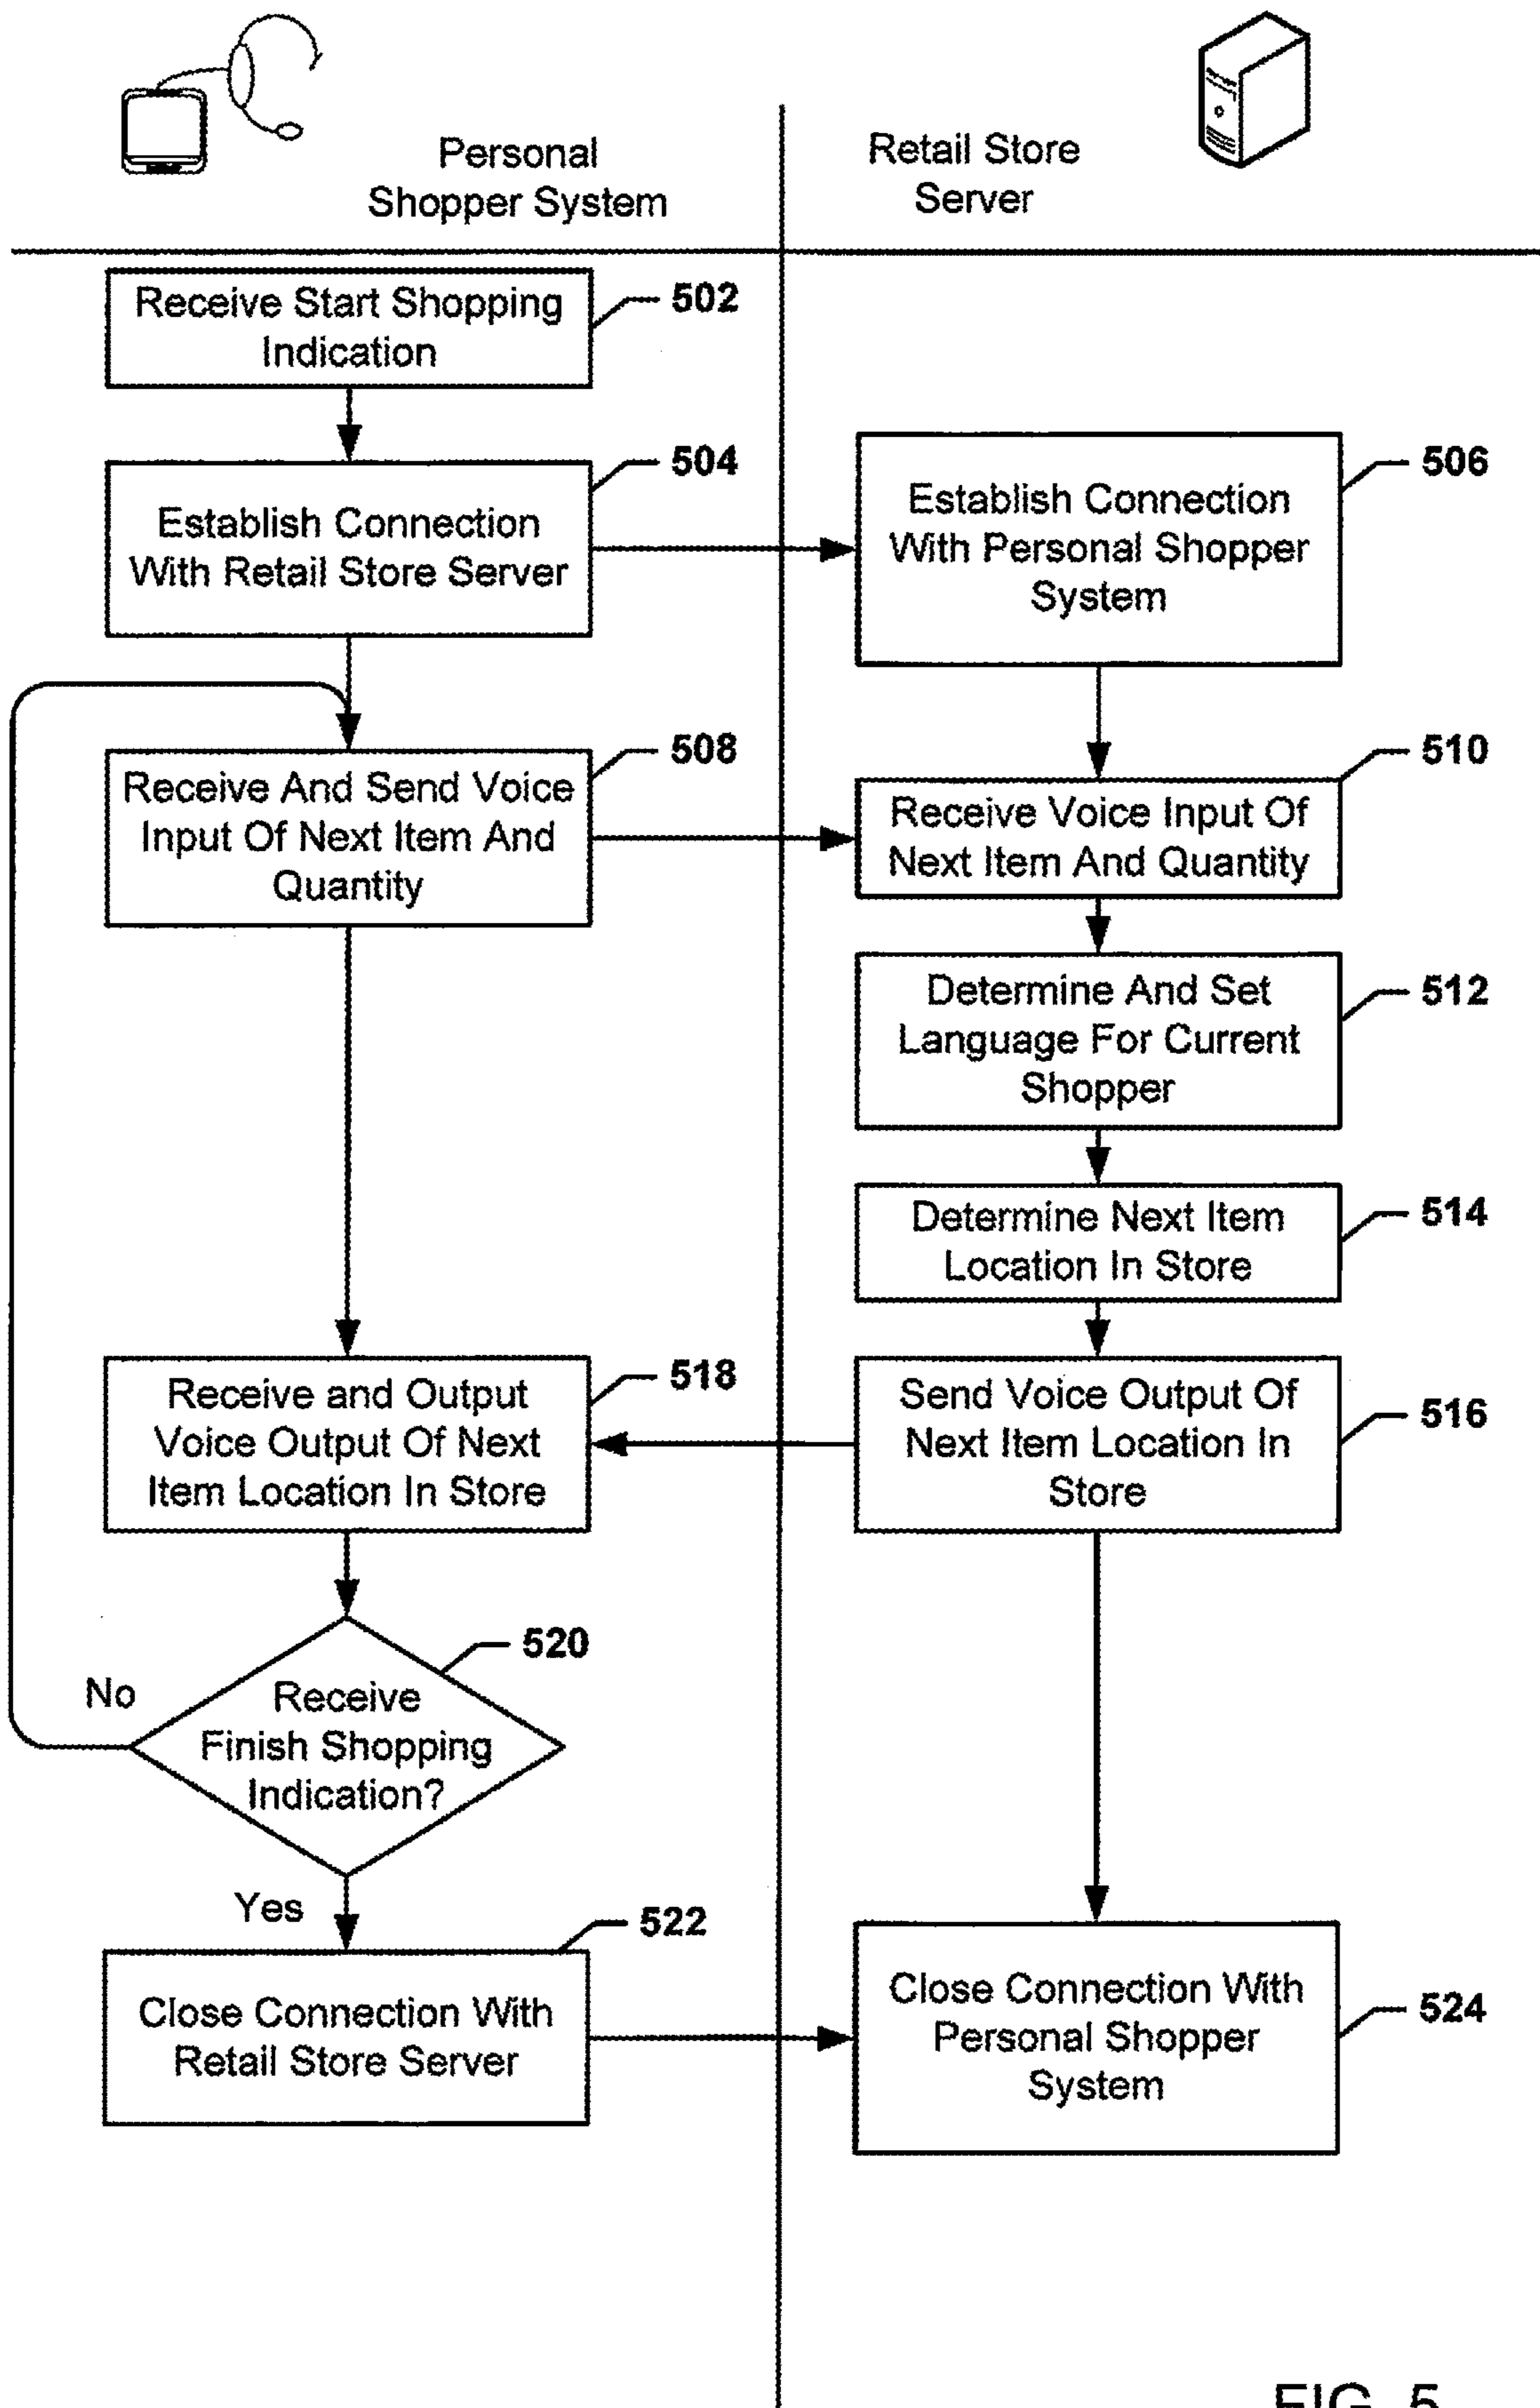 Personal
Shopper System
Retail Store
Server
Receive Start Shopping
Indication
502
Establish Connection
With Retail Store Server
504
Establish Connection
With Personal Shopper
System
506
Receive And Send Voice
Input Of Next Item And
Quantity
508
Receive Voice Input Of
Next Item And Quantity
510
Determine And Set
Language For Current
Shopper
512
Determine Next Item
Location In Store
514
Receive and Output
Voice Output Of Next
Item Location In Store
518
Send Voice Output Of
Next Item Location In
Store
516
Receive
Finish Shopping
Indication?
520
No
Yes
Close Connection With
Retail Store Server
522
Close Connection With
Personal Shopper
System
524
FIG. 5